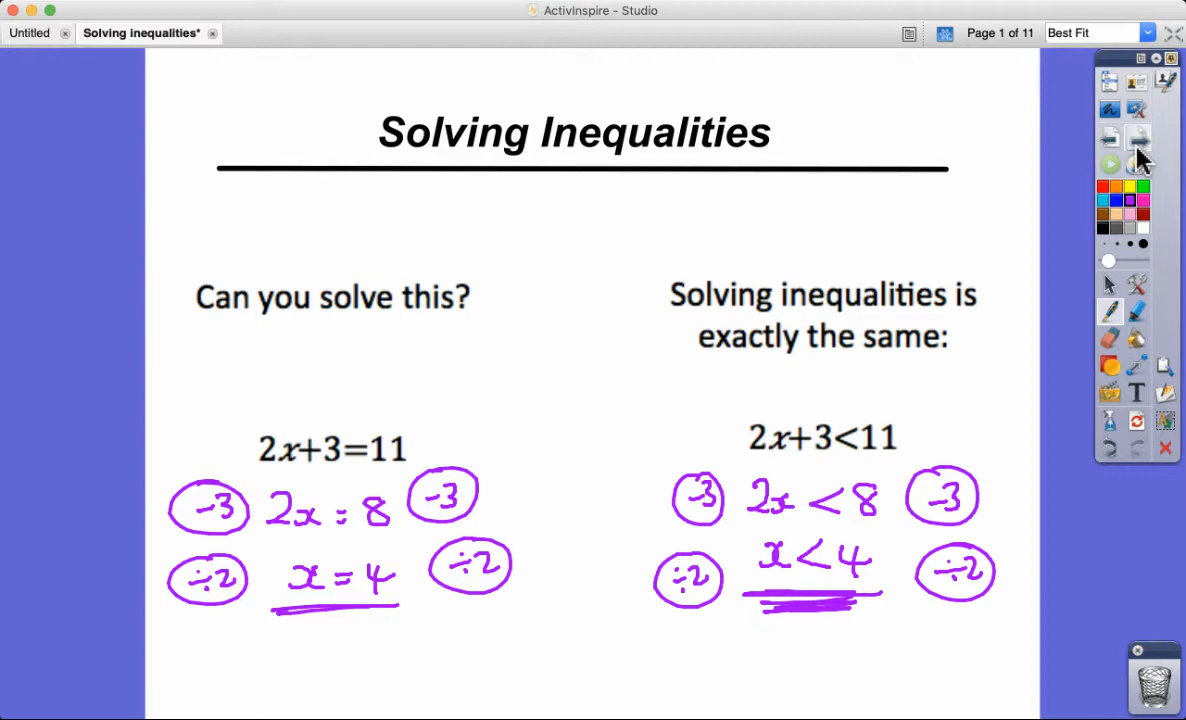 ActivInspire - Studio
Untitled
Solving inequalities*
Page 1 of 11
Best Fit
Solving Inequalities
Can you solve this?
2x+3=11
-3 2x = 8 -3
÷2 x = 4 ÷2
Solving inequalities is
exactly the same:
2x+3<11
-3 2x < 8 -3
÷2 x < 4 ÷2
T